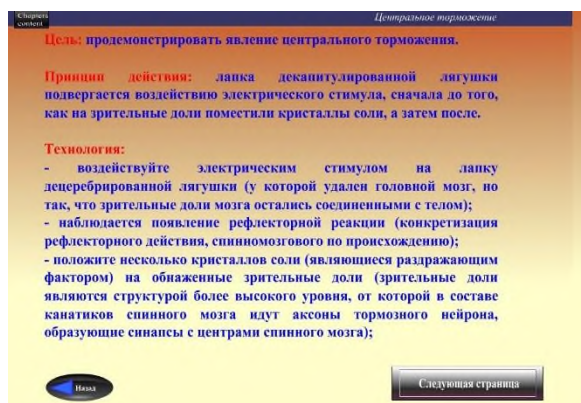 Chapters
content
Центральное торможение
Цель: продемонстрировать явление центрального торможения.
Принцип действия: лапка декапитулированной лягушки
подвергается воздействию электрического стимула, сначала до того,
как на зрительные доли поместили кристаллы соли, а затем после.
Технология:
- воздействуйте электрическим стимулом на лапку
децеребрированной лягушки (у которой удален головной мозг, но
так, что зрительные доли мозга остались соединенными с телом);
- наблюдается появление рефлекторной реакции (конкретизация
рефлекторного действия, спинномозгового по происхождению);
- положите несколько кристаллов соли (являющиеся раздражающим
фактором) на обнаженные зрительные доли (зрительные доли
являются структурой более высокого уровня, от которой в составе
канатиков спинного мозга идут аксоны тормозного нейрона,
образующие синапсы с центрами спинного мозга);
Назад
Следующая страница